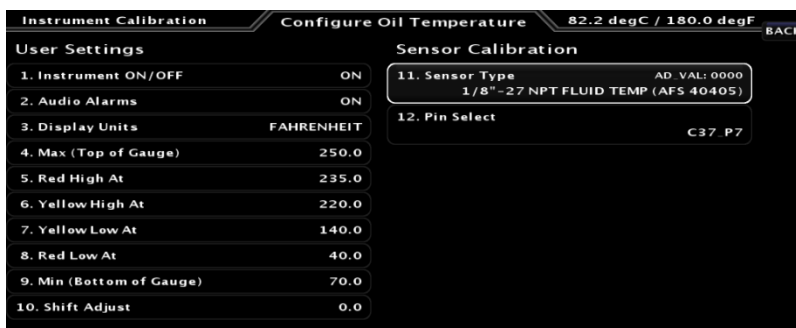 Instrument Calibration Configure Oil Temperature 82.2 degC / 180.0 degF BACK
User Settings
1. Instrument ON/OFF ON
2. Audio Alarms ON
3. Display Units FAHRENHEIT
4. Max (Top of Gauge) 250.0
5. Red High At 235.0
6. Yellow High At 220.0
7. Yellow Low At 140.0
8. Red Low At 40.0
9. Min (Bottom of Gauge) 70.0
10. Shift Adjust 0.0
Sensor Calibration
11. Sensor Type AD_VAL: 0000
1/8"-27 NPT FLUID TEMP (AFS 40405)
12. Pin Select
C37_P7